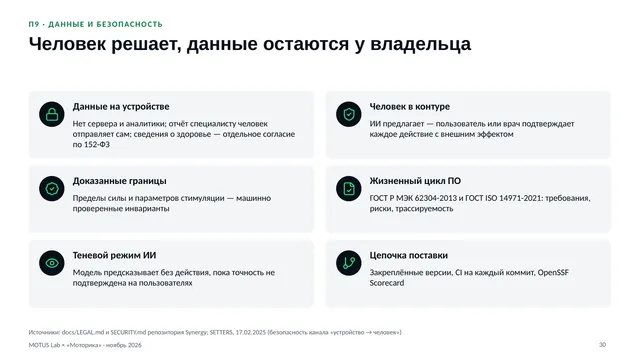 П9 · ДАННЫЕ И БЕЗОПАСНОСТЬ
Человек решает, данные остаются у владельца
Данные на устройстве
Нет сервера и аналитики; отчёт специалисту человек
отправляет сам; сведения о здоровье — отдельное согласие
по 152-ФЗ
Человек в контуре
ИИ предлагает — пользователь или врач подтверждает
каждое действие с внешним эффектом
Доказанные границы
Пределы силы и параметров стимуляции — машинно
проверенные инварианты
Жизненный цикл ПО
ГОСТ Р МЭК 62304-2013 и ГОСТ ISO 14971-2021: требования,
риски, трассируемость
Теневой режим ИИ
Модель предсказывает без действия, пока точность не
подтверждена на пользователях
Цепочка поставки
Закреплённые версии, CI на каждый коммит, OpenSSF
Scorecard
Источники: docs/LEGAL.md и SECURITY.md репозитория Synergy; SETTERS, 17.02.2025 (безопасность канала «устройство → человек»)
MOTUS Lab × «Моторика» · ноябрь 2026
30